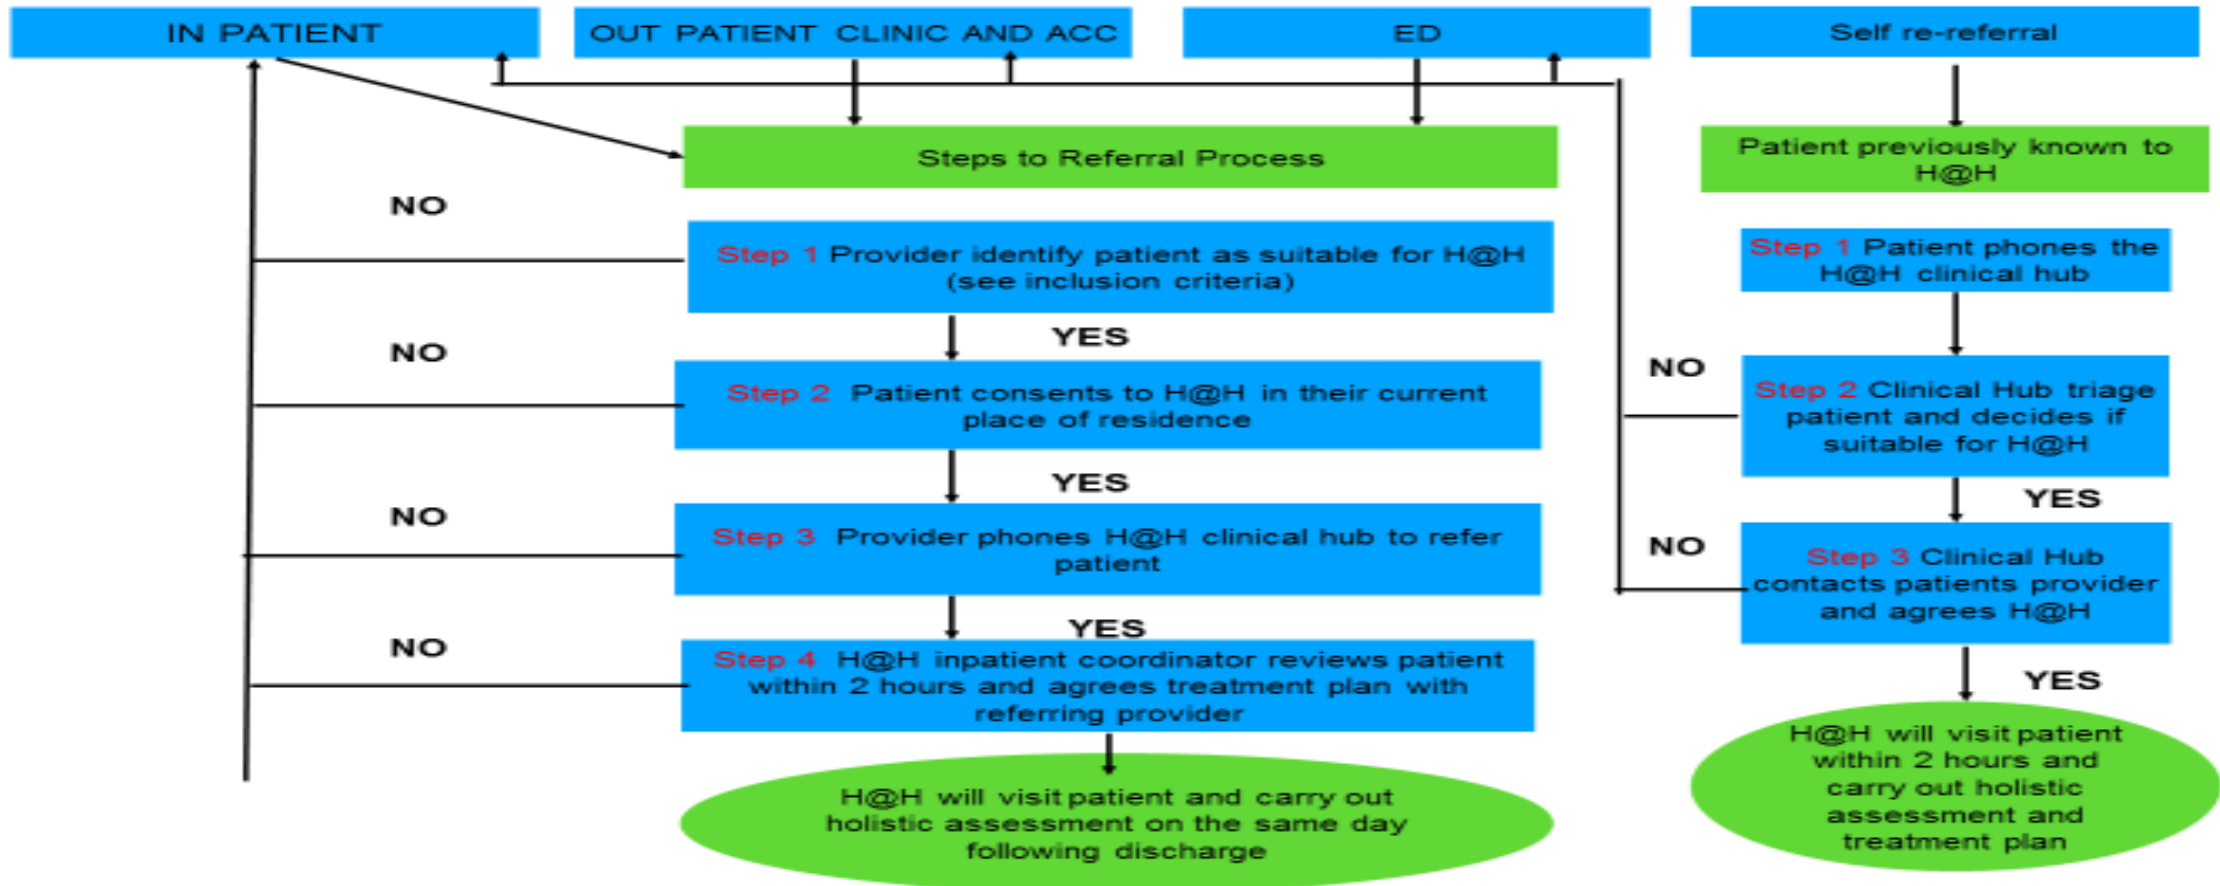 IN PATIENT
OUT PATIENT CLINIC AND ACC
ED
Self re-referral
Steps to Referral Process
Patient previously known to
H@H
NO
Step 1 Provider identify patient as suitable for H@H
(see inclusion criteria)
YES
NO
Step 2 Patient consents to H@H in their current
place of residence
YES
NO
Step 3 Provider phones H@H clinical hub to refer
patient
YES
NO
Step 4 H@H inpatient coordinator reviews patient
within 2 hours and agrees treatment plan with
referring provider
H@H will visit patient and carry out
holistic assessment on the same day
following discharge
Step 1 Patient phones the
H@H clinical hub
NO
Step 2 Clinical Hub triage
patient and decides if
suitable for H@H
YES
NO
Step 3 Clinical Hub
contacts patients provider
and agrees H@H
YES
H@H will visit patient
within 2 hours and
carry out holistic
assessment and
treatment plan